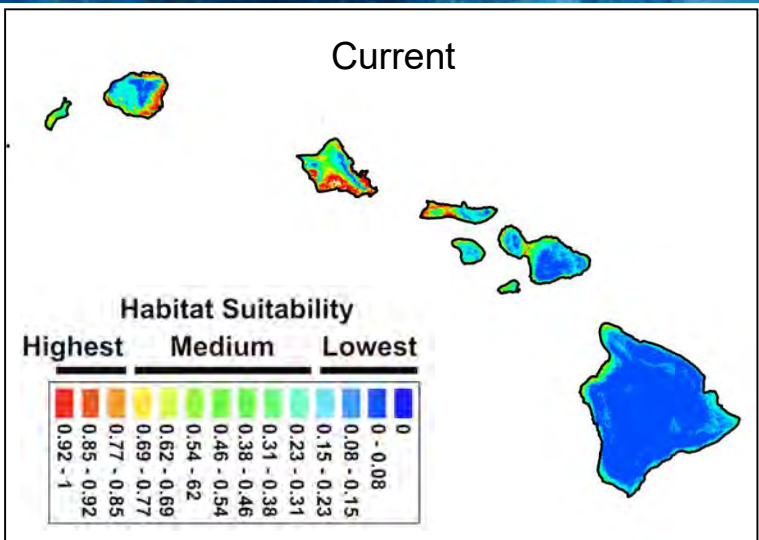 Current
Habitat Suitability
Highest Medium Lowest
0.92 - 1
0.85 - 0.92
0.77 - 0.85
0.69 - 0.77
0.62 - 0.69
0.54 - 62
0.46 - 0.54
0.38 - 0.46
0.31 - 0.38
0.23 - 0.31
0.15 - 0.23
0.08 - 0.15
0 - 0.08
0